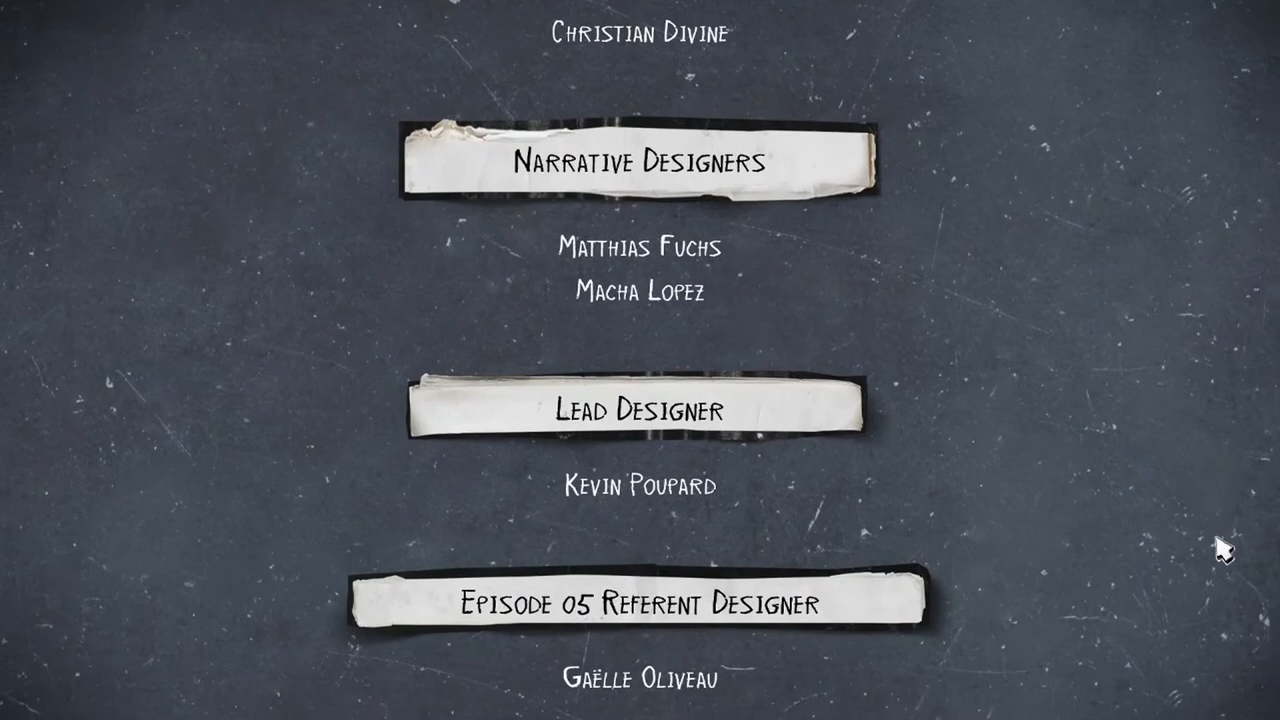 Christian Divine
Narrative Designers
Matthias Fuchs
Macha Lopez
Lead Designer
Kevin Poupard
Episode 05 Referent Designer
Gaëlle Oliveau